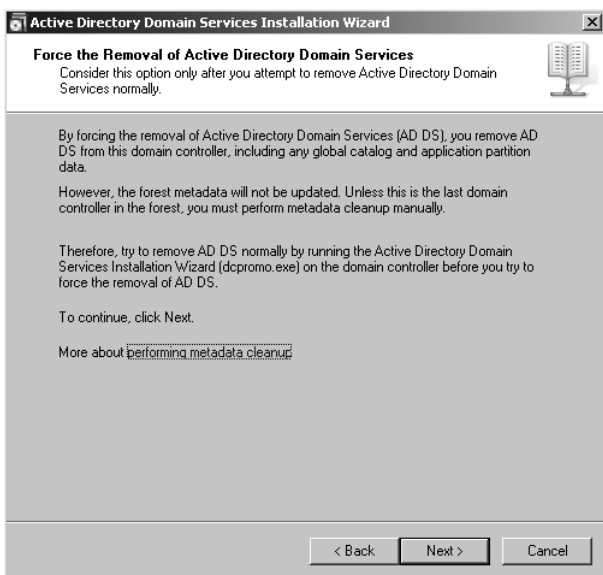 Active Directory Domain Services Installation Wizard
Force the Removal of Active Directory Domain Services
Consider this option only after you attempt to remove Active Directory Domain
Services normally.
By forcing the removal of Active Directory Domain Services (AD DS), you remove AD
DS from this domain controller, including any global catalog and application partition
data.
However, the forest metadata will not be updated. Unless this is the last domain
controller in the forest, you must perform metadata cleanup manually.
Therefore, try to remove AD DS normally by running the Active Directory Domain
Services Installation Wizard (dcpromo.exe) on the domain controller before you try to
force the removal of AD DS.
To continue, click Next.
More about performing metadata cleanup
< Back Next > Cancel